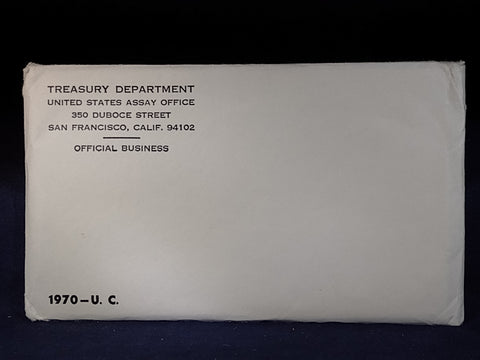 TREASURY DEPARTMENT
UNITED STATES ASSAY OFFICE
350 DUBOCE STREET
SAN FRANCISCO, CALIF. 94102
OFFICIAL BUSINESS
1970-U. C.